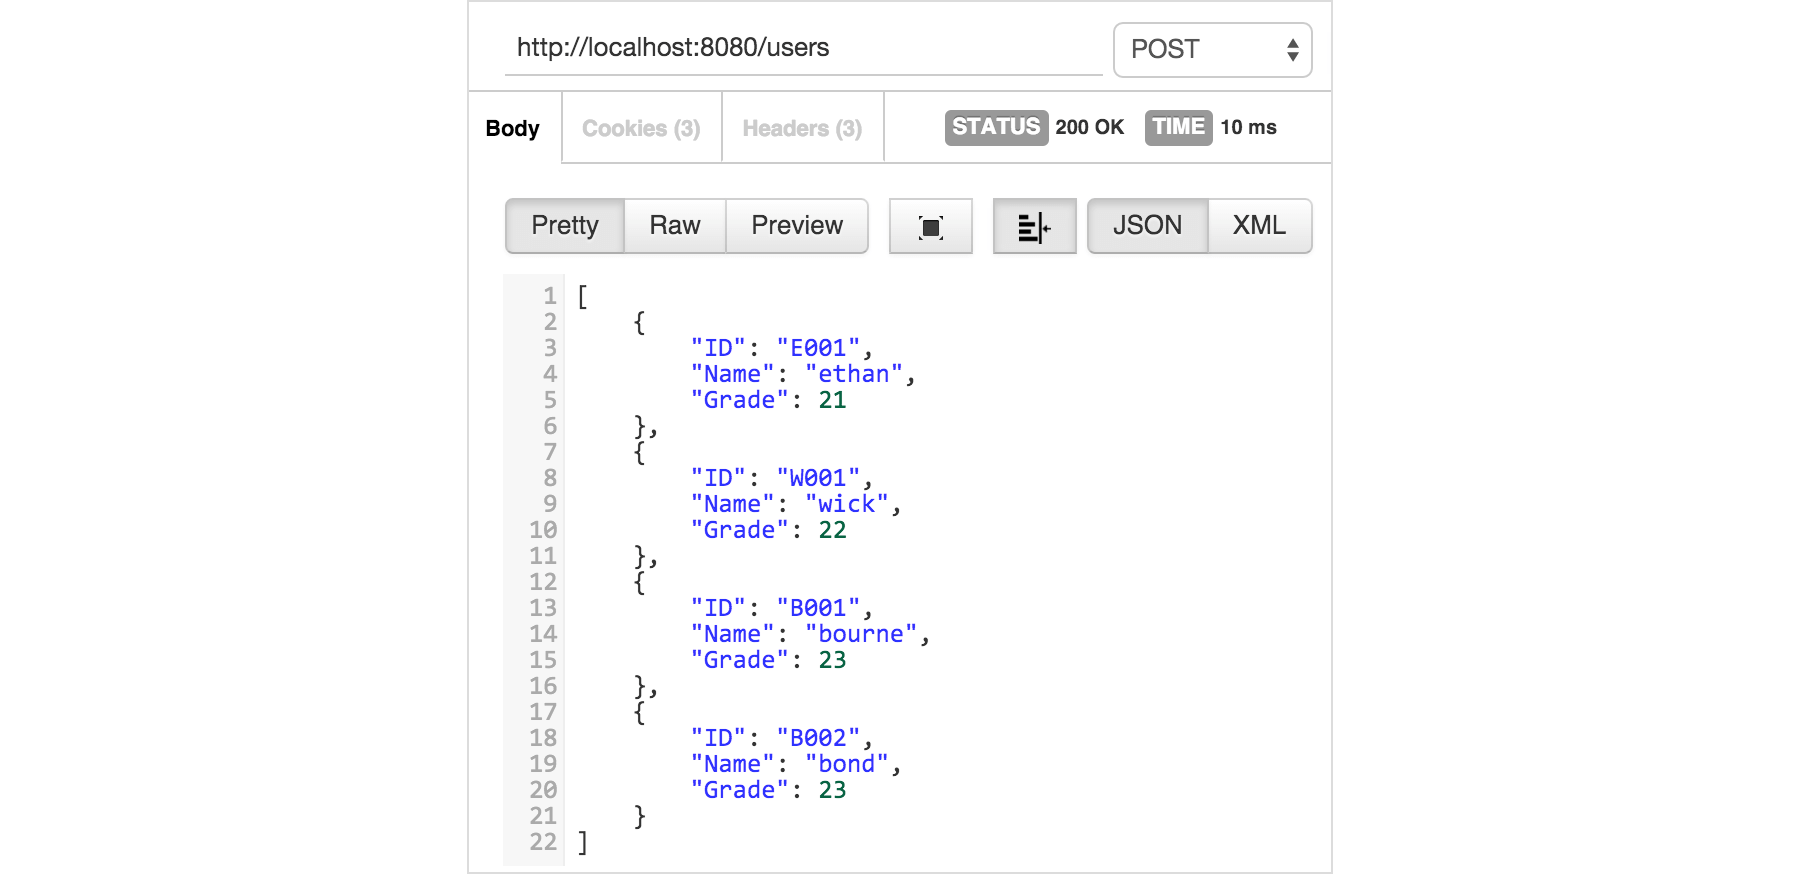 http://localhost:8080/users POST
Body Cookies (3) Headers (3) STATUS 200 OK TIME 10 ms
Pretty Raw Preview JSON XML
1 [
2 {
3 "ID": "E001",
4 "Name": "ethan",
5 "Grade": 21
6 },
7 {
8 "ID": "W001",
9 "Name": "wick",
10 "Grade": 22
11 },
12 {
13 "ID": "B001",
14 "Name": "bourne",
15 "Grade": 23
16 },
17 {
18 "ID": "B002",
19 "Name": "bond",
20 "Grade": 23
21 }
22 ]